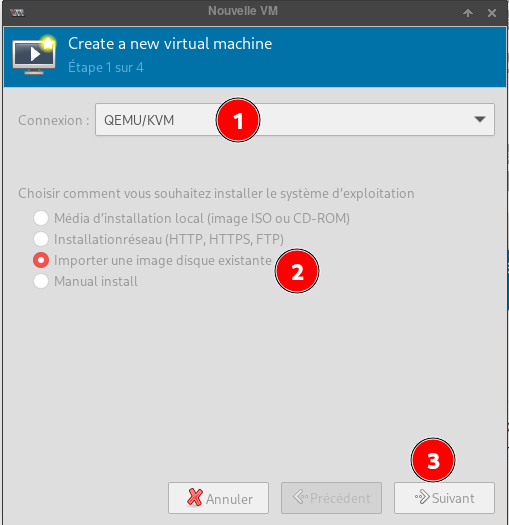 Nouvelle VM
Create a new virtual machine
Étape 1 sur 4
Connexion : QEMU/KVM 1
Choisir comment vous souhaitez installer le système d'exploitation
Média d'installation local (image ISO ou CD-ROM)
Installationréseau (HTTP, HTTPS, FTP)
Importer une image disque existante 2
Manual install
3
Annuler Précédent Suivant